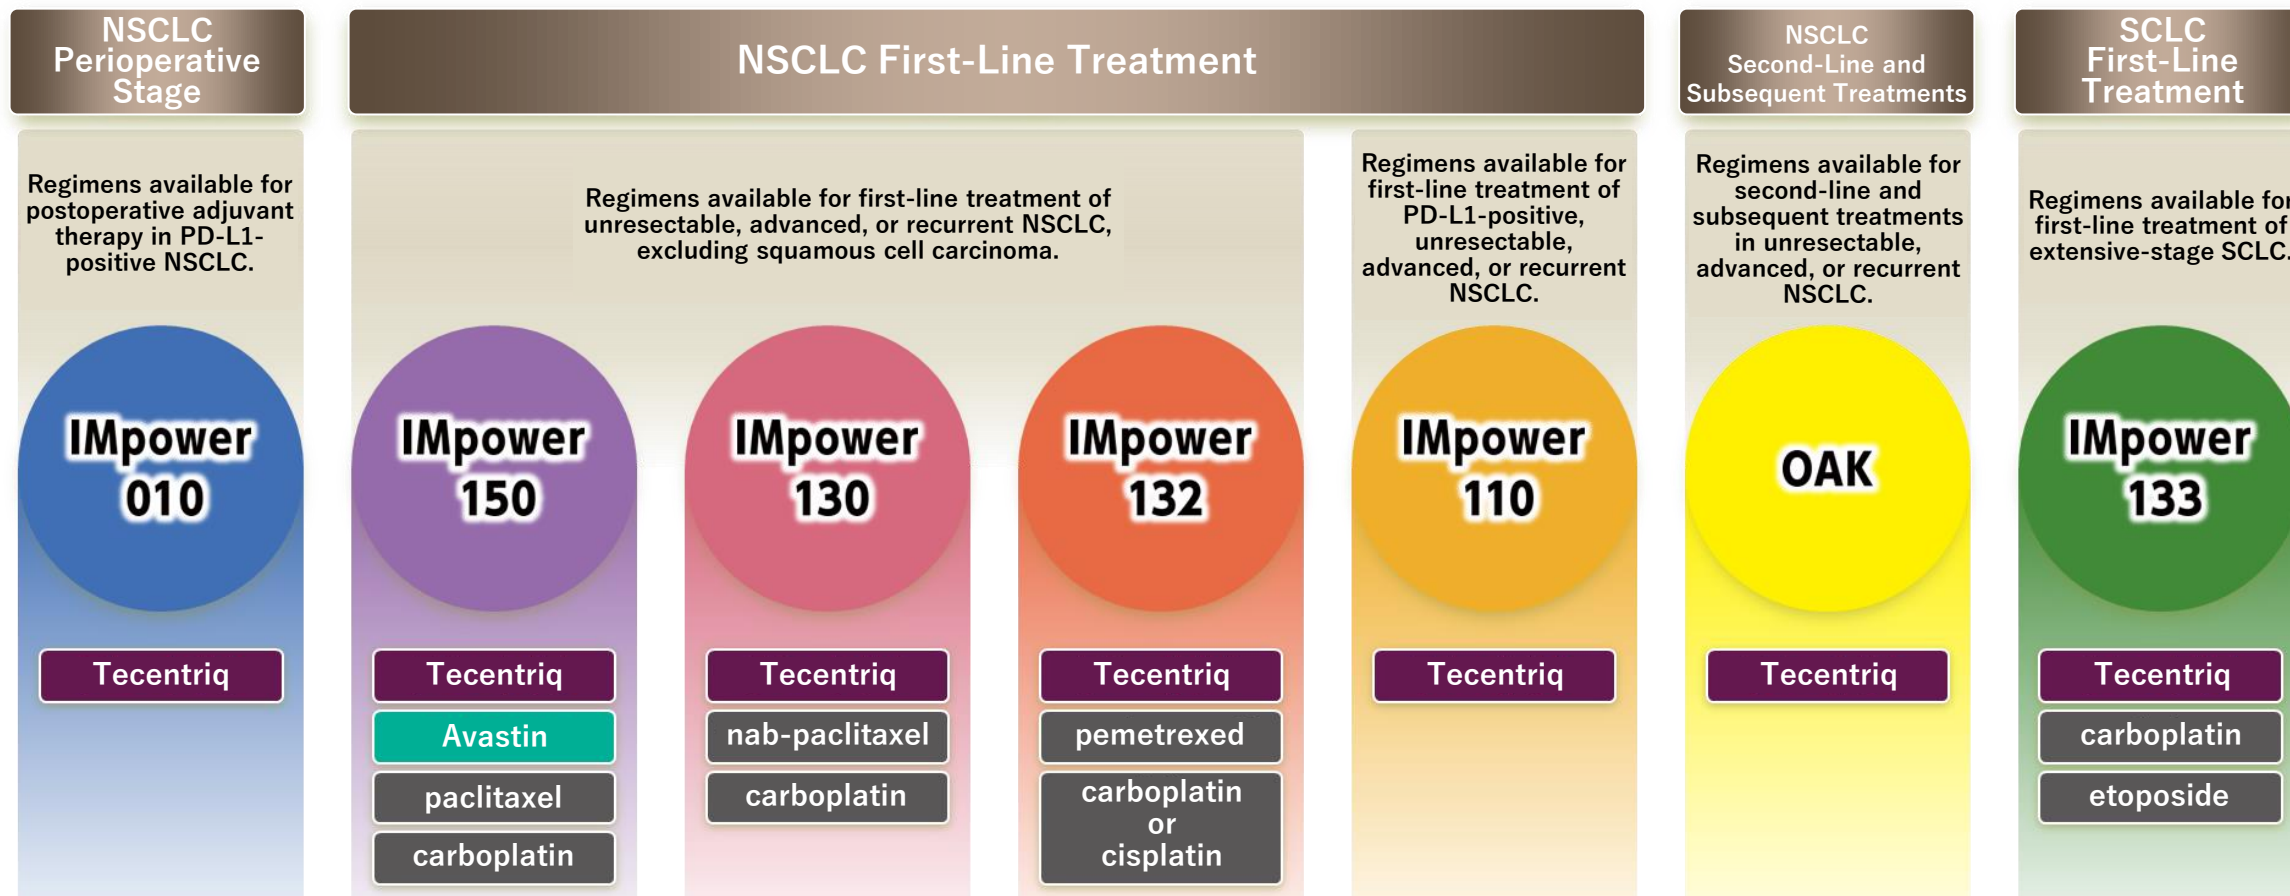 NSCLC
Perioperative
Stage
NSCLC First-Line Treatment
NSCLC
Second-Line and
Subsequent Treatments
SCLC
First-Line
Treatment
Regimens available for
postoperative adjuvant
therapy in PD-L1-
positive NSCLC.
Regimens available for first-line treatment of
unresectable, advanced, or recurrent NSCLC,
excluding squamous cell carcinoma.
Regimens available for
first-line treatment of
PD-L1-positive,
unresectable,
advanced, or recurrent
NSCLC.
Regimens available for
second-line and
subsequent treatments
in unresectable,
advanced, or recurrent
NSCLC.
Regimens available for
first-line treatment of
extensive-stage SCLC.
IMpower
010
IMpower
150
IMpower
130
IMpower
132
IMpower
110
OAK
IMpower
133
Tecentriq
Tecentriq
Avastin
paclitaxel
carboplatin
Tecentriq
nab-paclitaxel
carboplatin
Tecentriq
pemetrexed
carboplatin
or
cisplatin
Tecentriq
Tecentriq
Tecentriq
carboplatin
etoposide